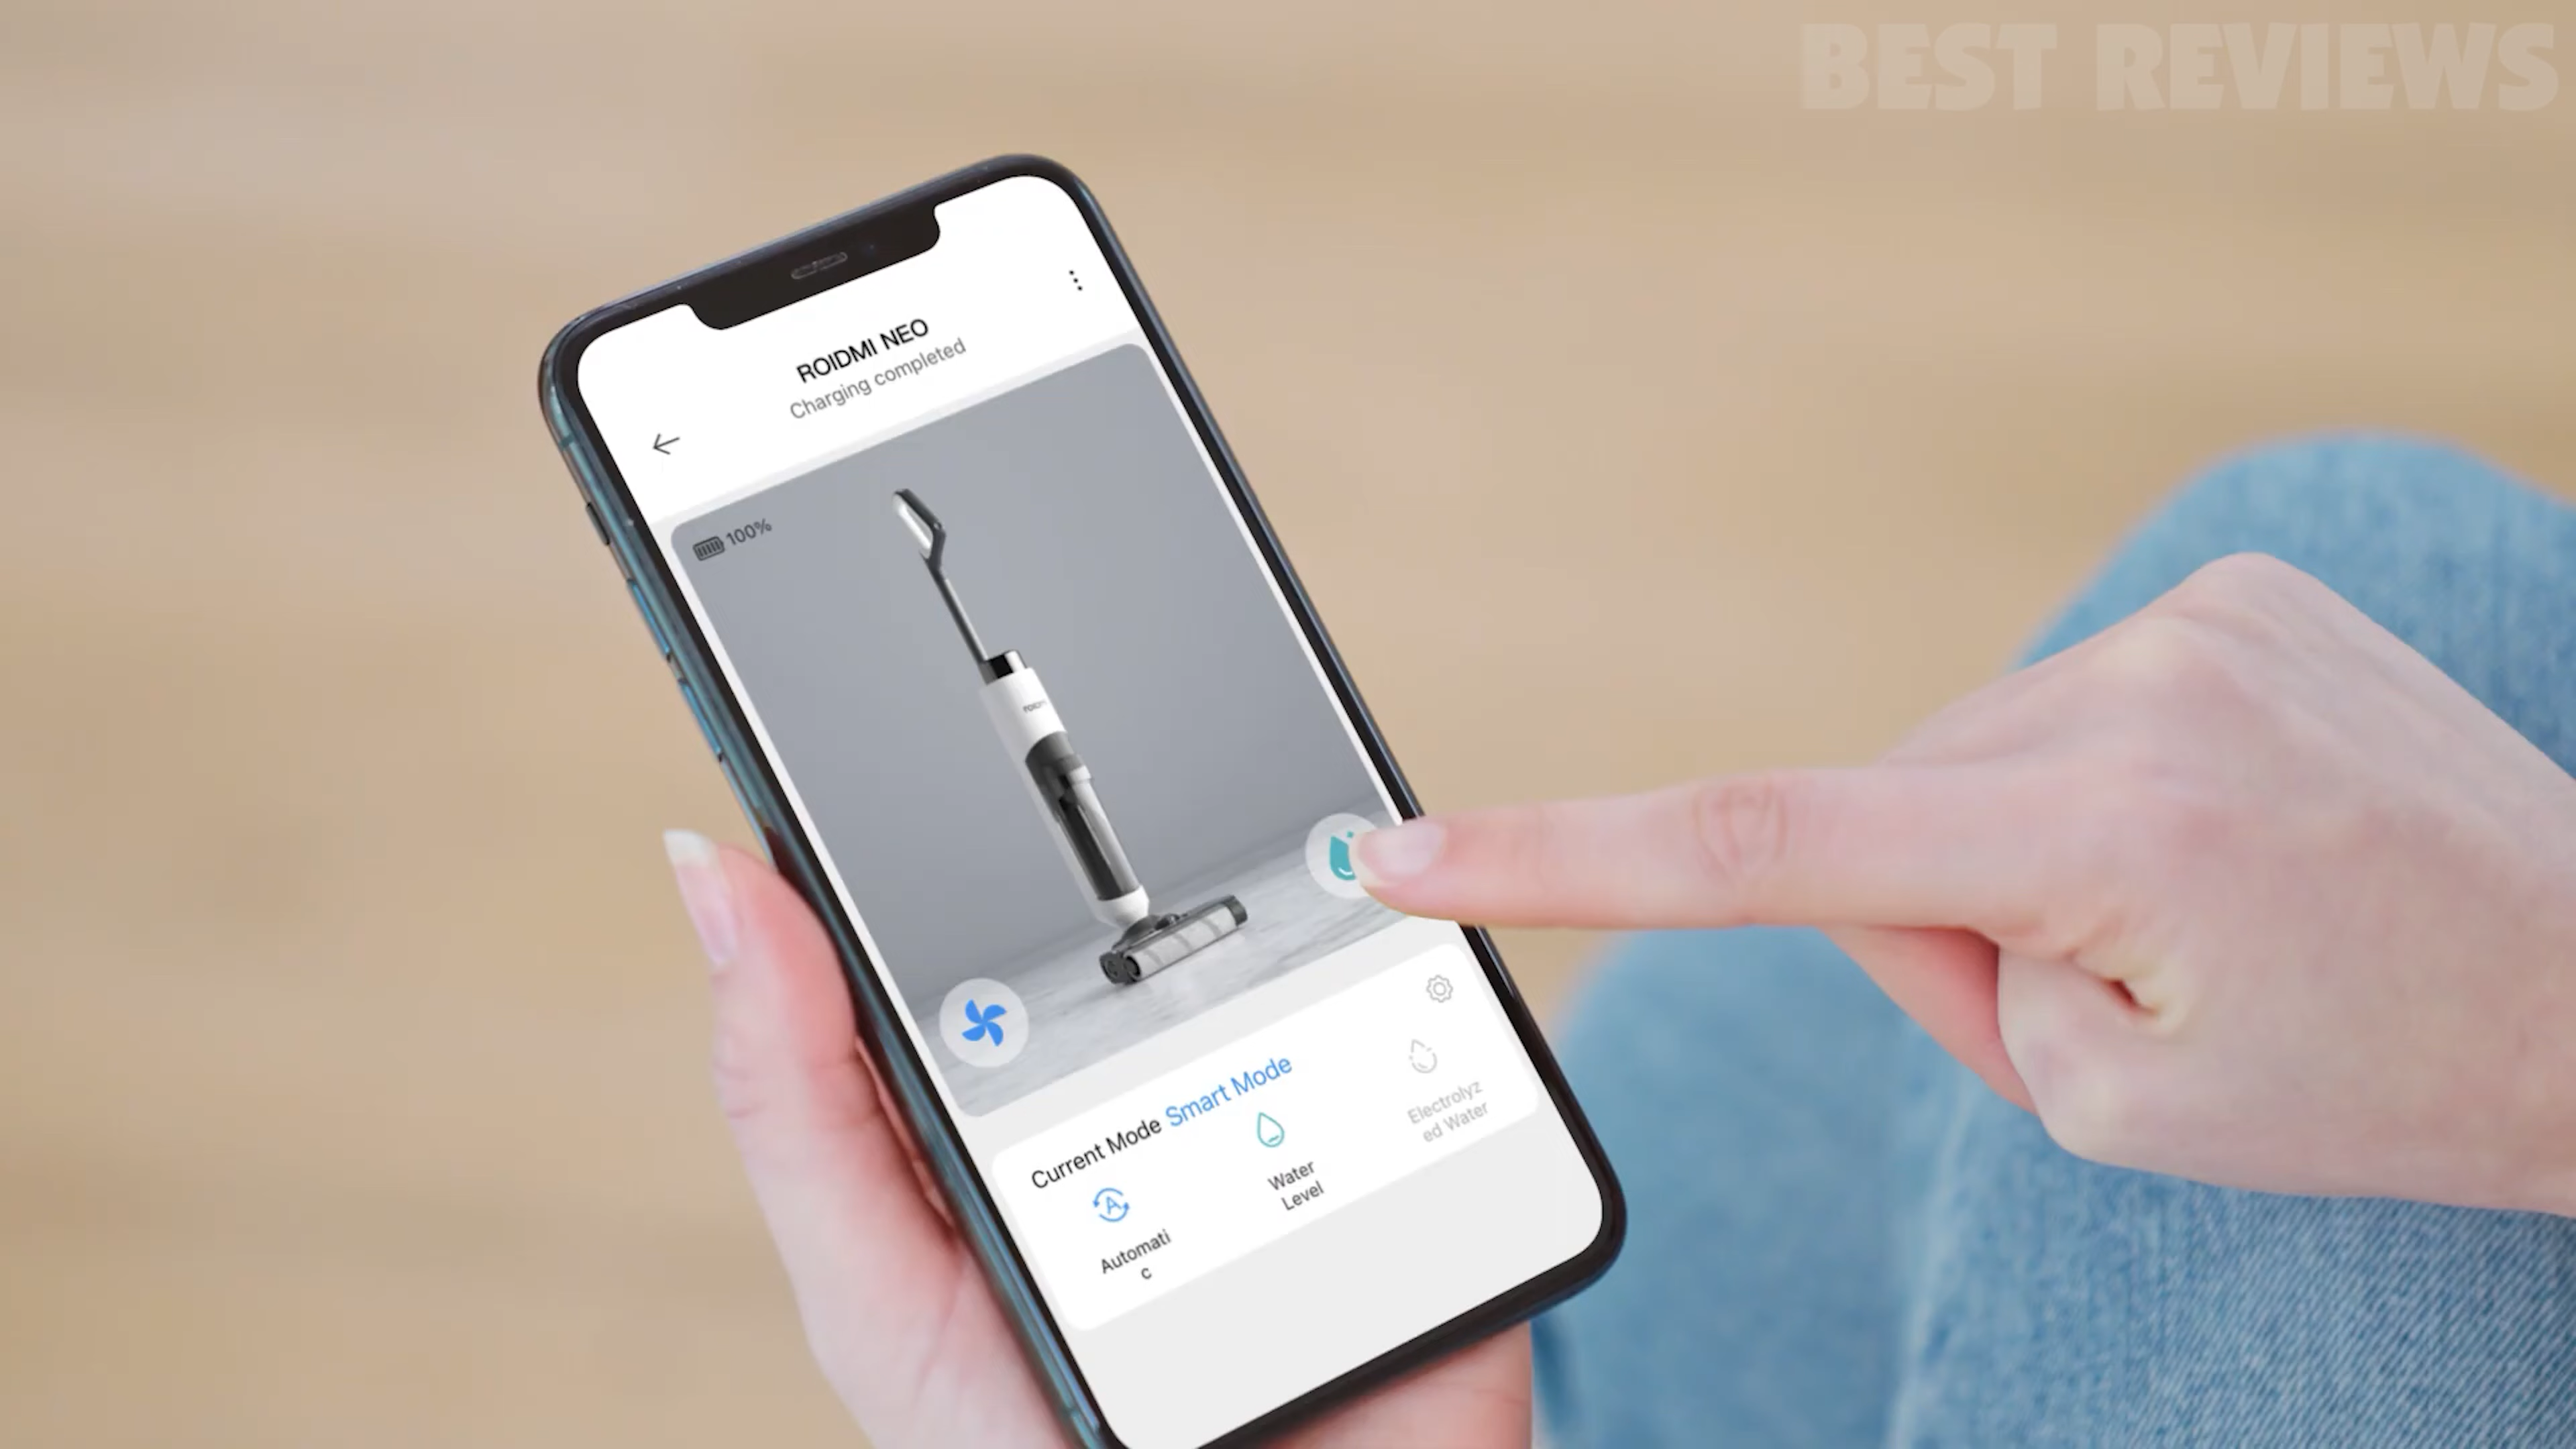 BEST REVIEWS
ROIDMI NEO
Charging completed
100%
Current Mode Smart Mode
Automati
c
Water
Level
Electrolyz
ed Water